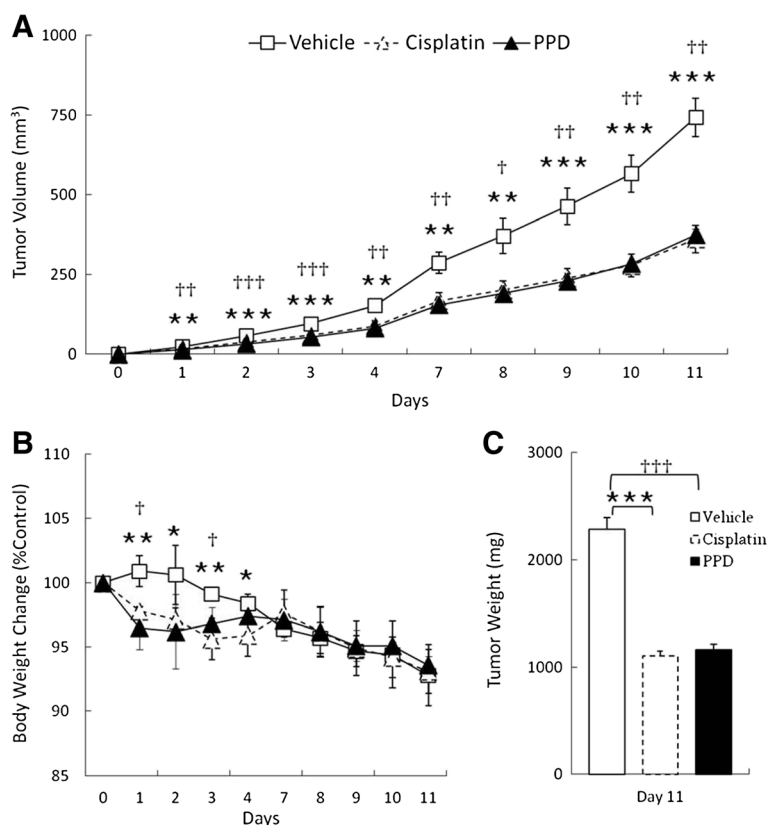 A
1000
Vehicle Cisplatin PPD
750
500
250
0
Tumor Volume (mm³)
††
***
††
***
††
***
†
**
††
**
††
**
†††
***
†††
***
††
**
0 1 2 3 4 7 8 9 10 11
Days
B
110
105
100
95
90
85
Body Weight Change (%Control)
†
**
*
†
**
*
0 1 2 3 4 7 8 9 10 11
Days
C
3000
2000
1000
0
Tumor Weight (mg)
†††
***
Vehicle
Cisplatin
PPD
Day 11